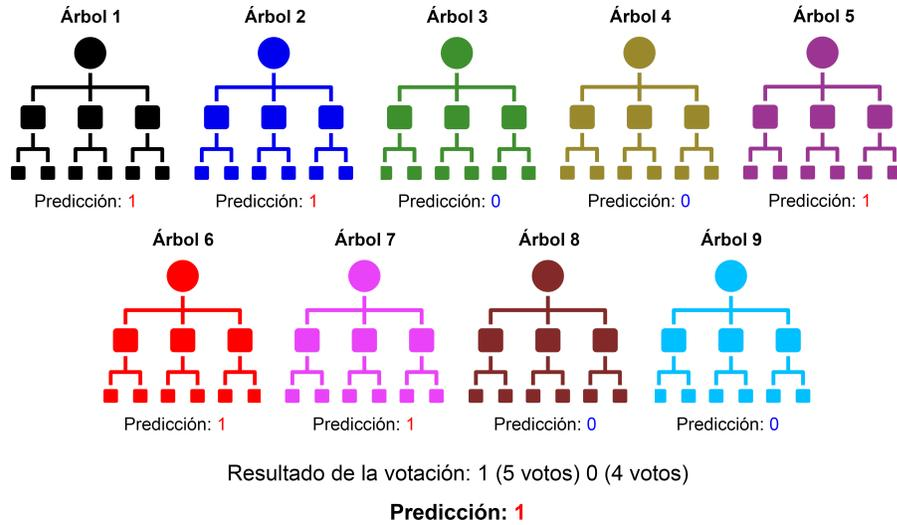 Árbol 1 Árbol 2 Árbol 3 Árbol 4 Árbol 5
Predicción: 1 Predicción: 1 Predicción: 0 Predicción: 0 Predicción: 1
Árbol 6 Árbol 7 Árbol 8 Árbol 9
Predicción: 1 Predicción: 1 Predicción: 0 Predicción: 0
Resultado de la votación: 1 (5 votos) 0 (4 votos)
Predicción: 1